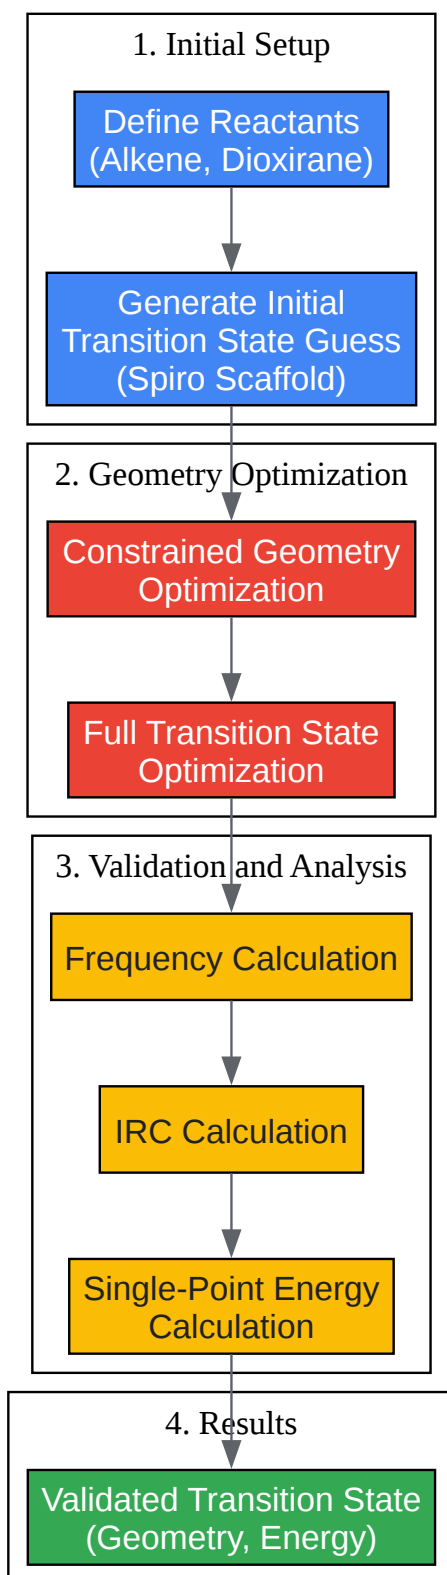 1. Initial Setup
Define Reactants
(Alkene, Dioxirane)
Generate Initial
Transition State Guess
(Spiro Scaffold)
2. Geometry Optimization
Constrained Geometry
Optimization
Full Transition State
Optimization
3. Validation and Analysis
Frequency Calculation
IRC Calculation
Single-Point Energy
Calculation
4. Results
Validated Transition State
(Geometry, Energy)